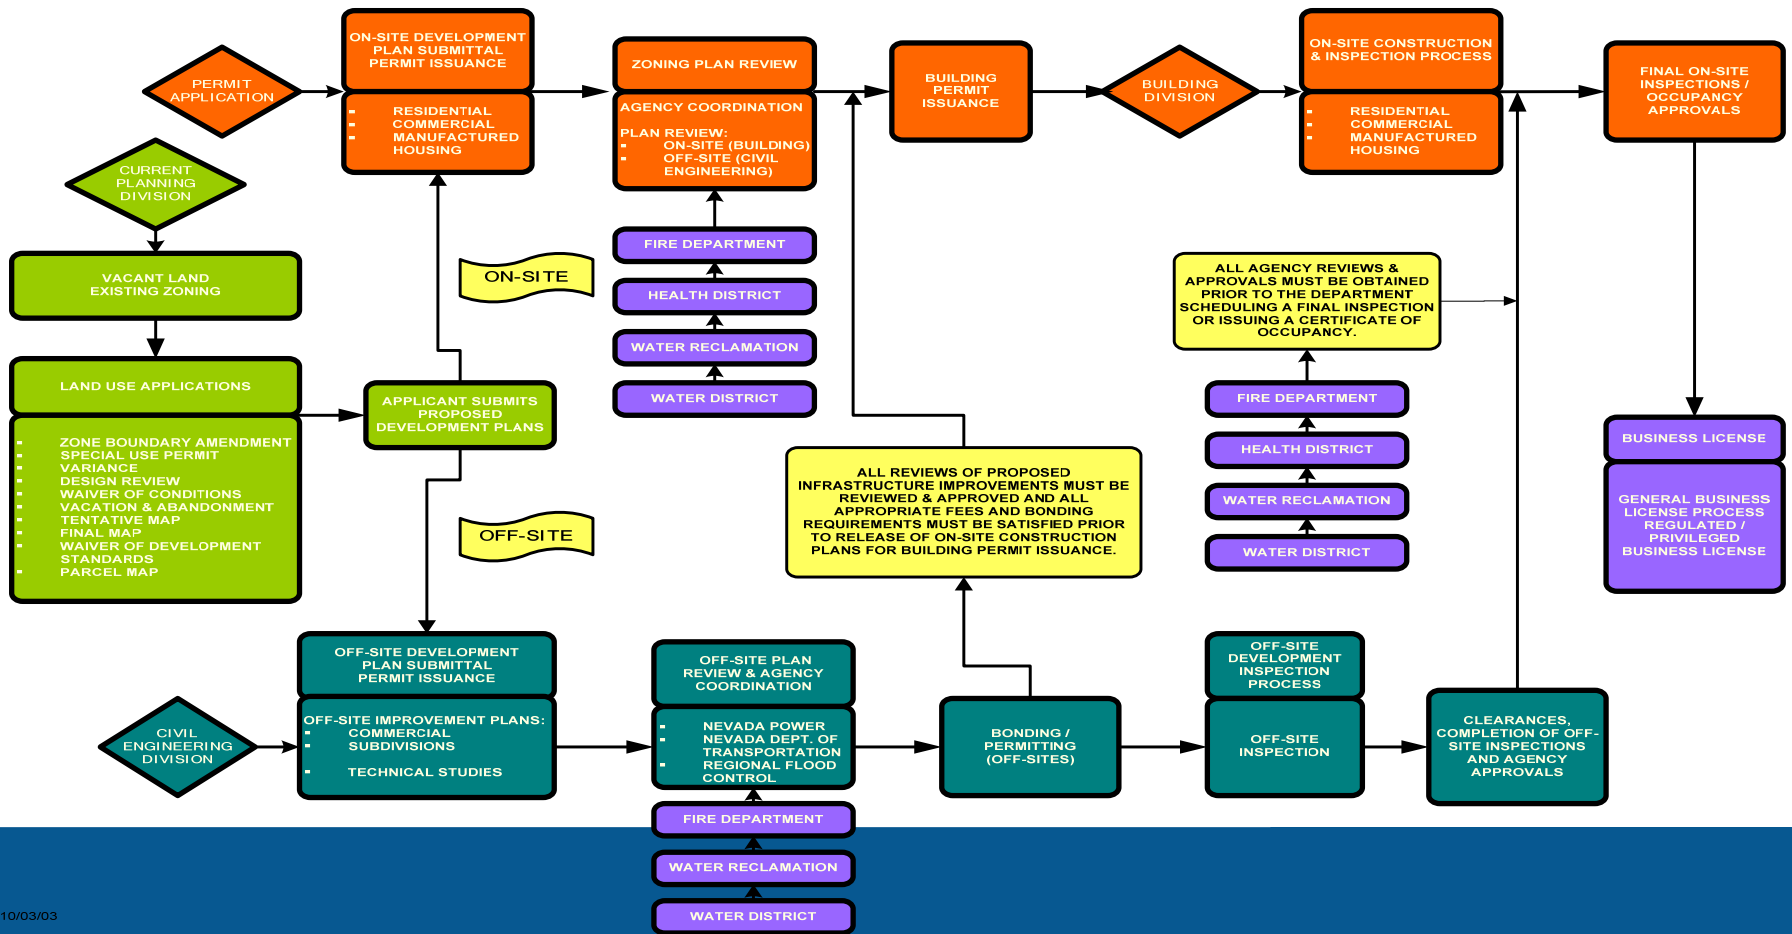 PERMIT
APPLICATION
ON-SITE DEVELOPMENT
PLAN SUBMITTAL
PERMIT ISSUANCE
RESIDENTIAL
COMMERCIAL
MANUFACTURED
HOUSING
ZONING PLAN REVIEW
AGENCY COORDINATION
PLAN REVIEW:
ON-SITE (BUILDING)
OFF-SITE (CIVIL
ENGINEERING)
BUILDING
PERMIT
ISSUANCE
BUILDING
DIVISION
ON-SITE CONSTRUCTION
& INSPECTION PROCESS
RESIDENTIAL
COMMERCIAL
MANUFACTURED
HOUSING
FINAL ON-SITE
INSPECTIONS /
OCCUPANCY
APPROVALS
CURRENT
PLANNING
DIVISION
VACANT LAND
EXISTING ZONING
LAND USE APPLICATIONS
ZONE BOUNDARY AMENDMENT
SPECIAL USE PERMIT
VARIANCE
DESIGN REVIEW
WAIVER OF CONDITIONS
VACATION & ABANDONMENT
TENTATIVE MAP
FINAL MAP
WAIVER OF DEVELOPMENT
STANDARDS
PARCEL MAP
APPLICANT SUBMITS
PROPOSED
DEVELOPMENT PLANS
ON-SITE
OFF-SITE
FIRE DEPARTMENT
HEALTH DISTRICT
WATER RECLAMATION
WATER DISTRICT
ALL REVIEWS OF PROPOSED
INFRASTRUCTURE IMPROVEMENTS MUST BE
REVIEWED & APPROVED AND ALL
APPROPRIATE FEES AND BONDING
REQUIREMENTS MUST BE SATISFIED PRIOR
TO RELEASE OF ON-SITE CONSTRUCTION
PLANS FOR BUILDING PERMIT ISSUANCE.
ALL AGENCY REVIEWS &
APPROVALS MUST BE OBTAINED
PRIOR TO THE DEPARTMENT
SCHEDULING A FINAL INSPECTION
OR ISSUING A CERTIFICATE OF
OCCUPANCY.
FIRE DEPARTMENT
HEALTH DISTRICT
WATER RECLAMATION
WATER DISTRICT
BUSINESS LICENSE
GENERAL BUSINESS
LICENSE PROCESS
REGULATED /
PRIVILEGED
BUSINESS LICENSE
CIVIL
ENGINEERING
DIVISION
OFF-SITE DEVELOPMENT
PLAN SUBMITTAL
PERMIT ISSUANCE
OFF-SITE IMPROVEMENT PLANS:
COMMERCIAL
SUBDIVISIONS
TECHNICAL STUDIES
OFF-SITE PLAN
REVIEW & AGENCY
COORDINATION
NEVADA POWER
NEVADA DEPT. OF
TRANSPORTATION
REGIONAL FLOOD
CONTROL
FIRE DEPARTMENT
WATER RECLAMATION
WATER DISTRICT
BONDING /
PERMITTING
(OFF-SITES)
OFF-SITE
DEVELOPMENT
INSPECTION
PROCESS
OFF-SITE
INSPECTION
CLEARANCES,
COMPLETION OF OFF-
SITE INSPECTIONS
AND AGENCY
APPROVALS
10/03/03